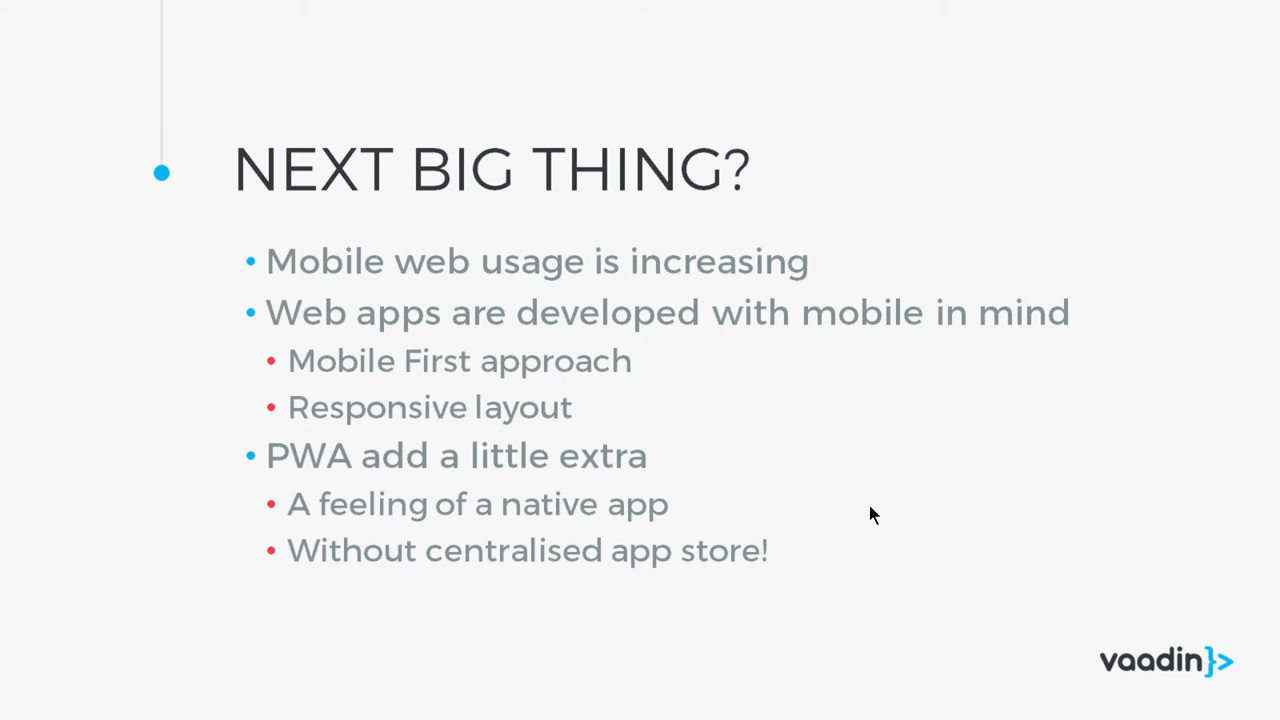 NEXT BIG THING?
• Mobile web usage is increasing
• Web apps are developed with mobile in mind
• Mobile First approach
• Responsive layout
• PWA add a little extra
• A feeling of a native app
• Without centralised app store!
vaadin}>